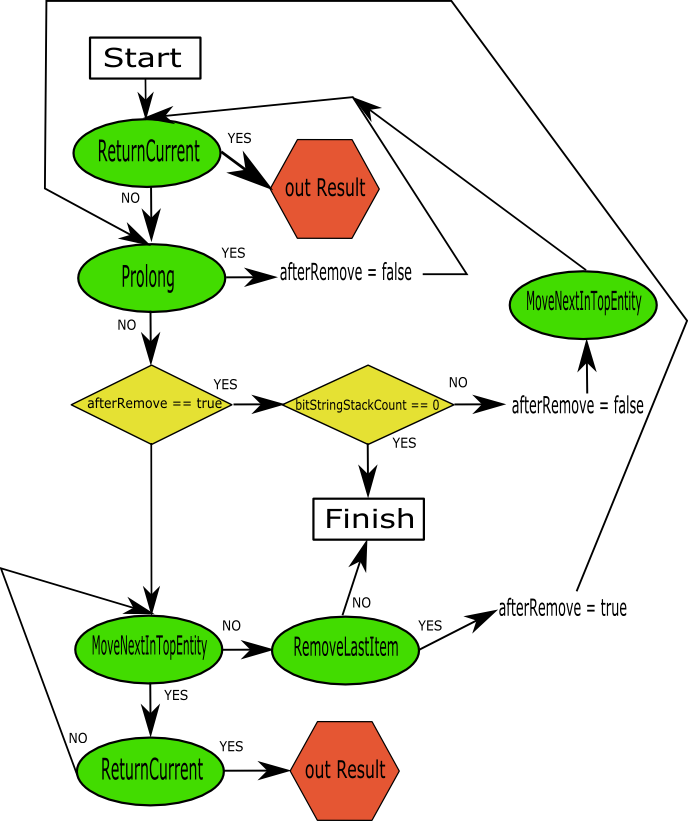 Start
ReturnCurrent
YES
out Result
NO
Prolong
YES
afterRemove = false
MoveNextInTopEntity
NO
afterRemove == true
YES
bitStringStackCount == 0
NO
afterRemove = false
YES
Finish
NO
afterRemove = true
MoveNextInTopEntity
NO
RemoveLastItem
YES
YES
NO
ReturnCurrent
YES
out Result